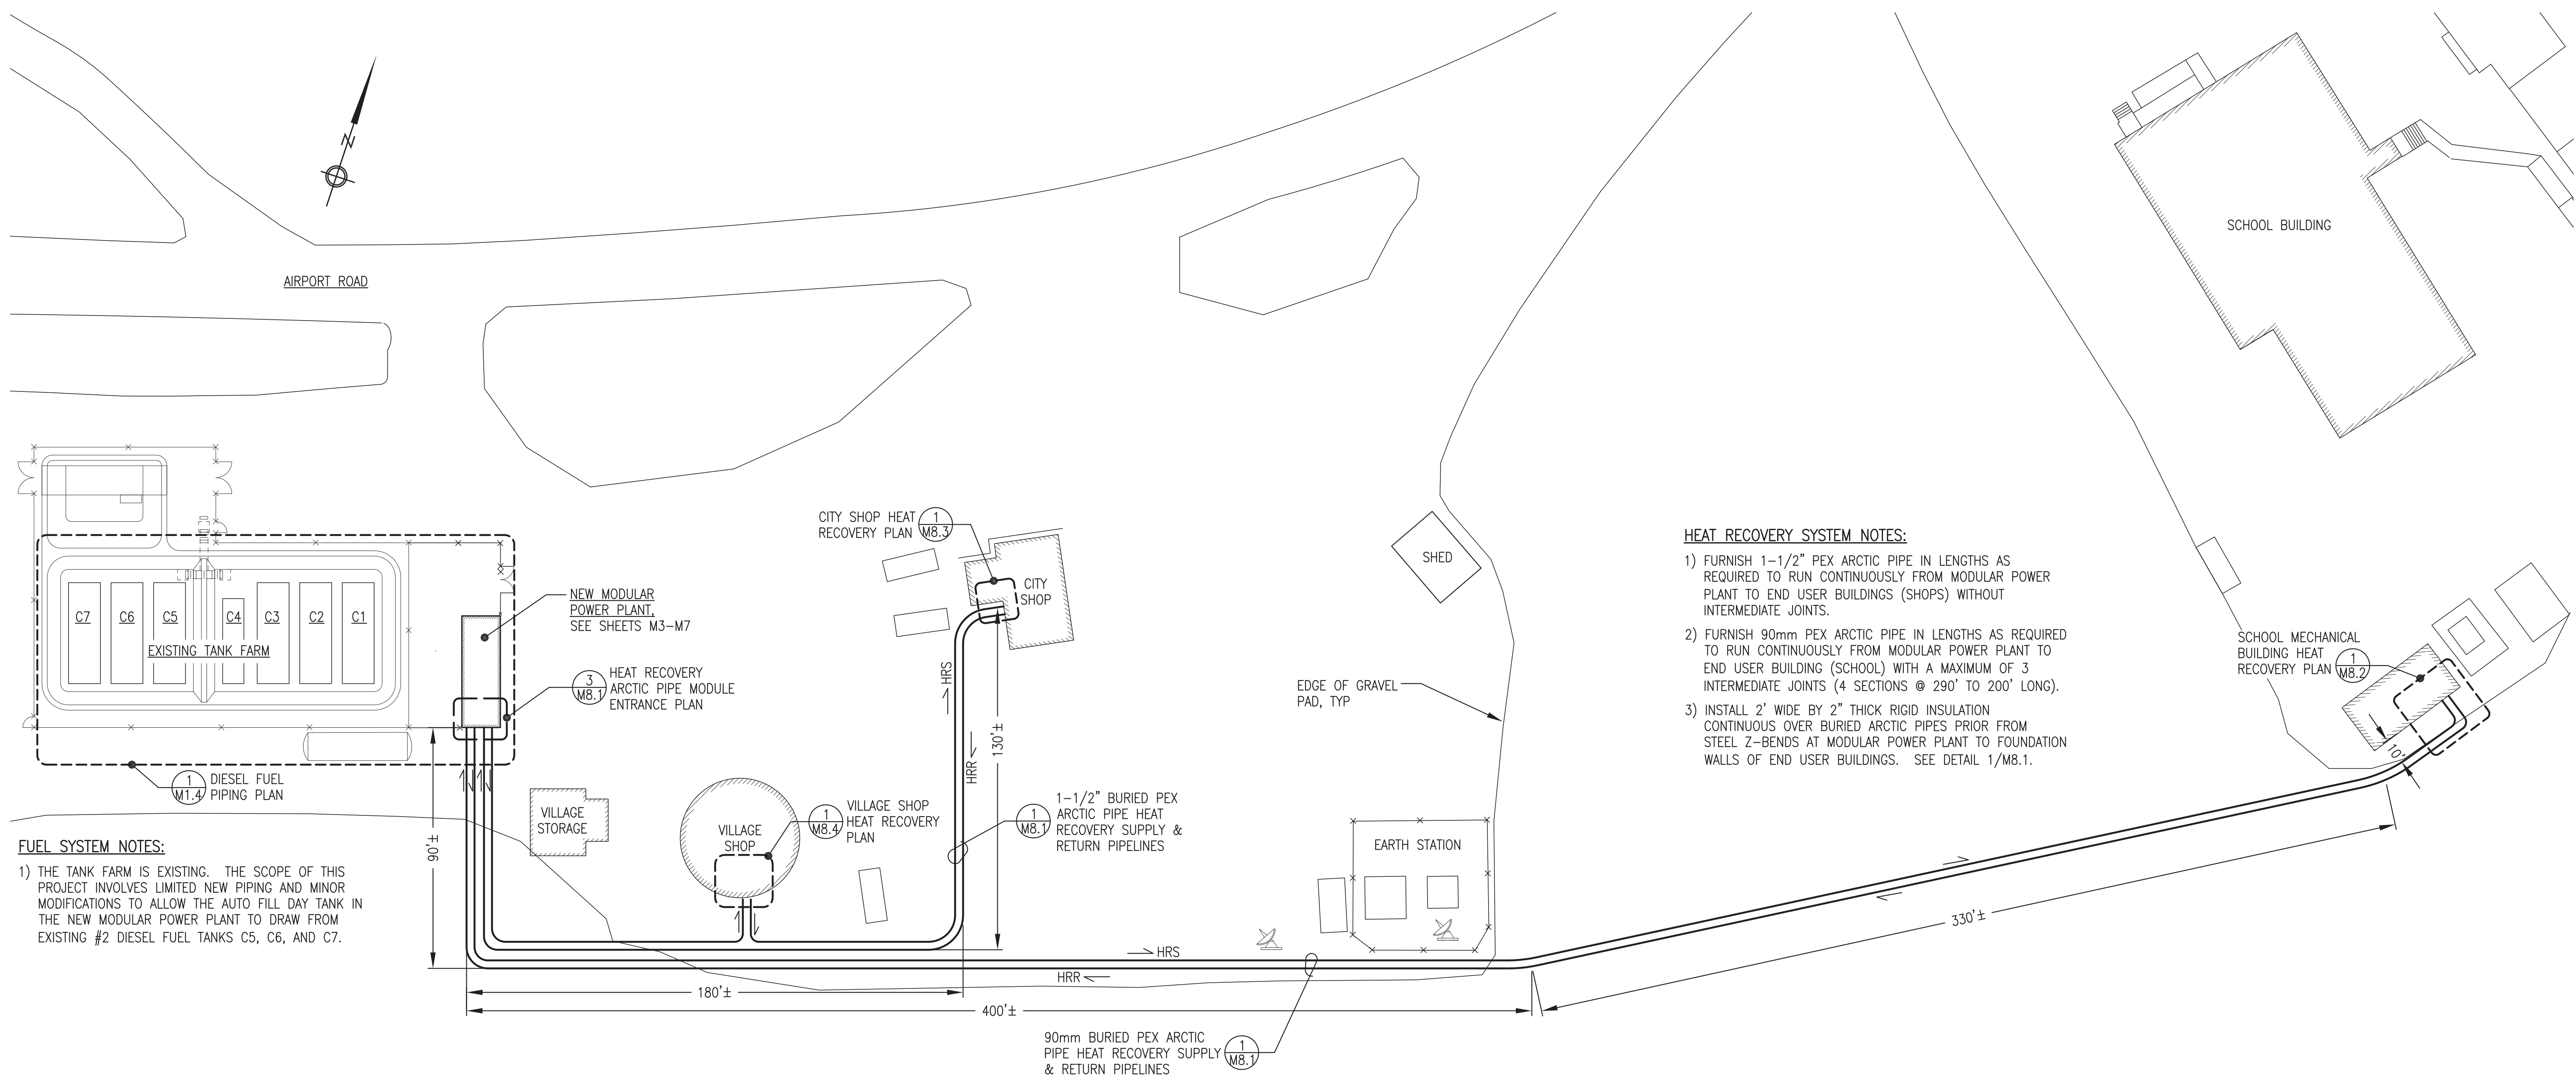 N
AIRPORT ROAD
SCHOOL BUILDING
C7
C6
C5
C4
C3
C2
C1
EXISTING TANK FARM
NEW MODULAR
POWER PLANT,
SEE SHEETS M3-M7
3
M8.1
HEAT RECOVERY
ARCTIC PIPE MODULE
ENTRANCE PLAN
1
M1.4
DIESEL FUEL
PIPING PLAN
CITY SHOP HEAT
RECOVERY PLAN
1
M8.3
CITY
SHOP
SHED
HRS
HRR
130'±
90'±
VILLAGE
STORAGE
VILLAGE
SHOP
1
M8.4
VILLAGE SHOP
HEAT RECOVERY
PLAN
1
M8.1
1-1/2" BURIED PEX
ARCTIC PIPE HEAT
RECOVERY SUPPLY &
RETURN PIPELINES
EDGE OF GRAVEL
PAD, TYP
EARTH STATION
HRS
HRR
180'±
400'±
330'±
10'
90mm BURIED PEX ARCTIC
PIPE HEAT RECOVERY SUPPLY
& RETURN PIPELINES
1
M8.1
SCHOOL MECHANICAL
BUILDING HEAT
RECOVERY PLAN
1
M8.2
FUEL SYSTEM NOTES:
1) THE TANK FARM IS EXISTING. THE SCOPE OF THIS
PROJECT INVOLVES LIMITED NEW PIPING AND MINOR
MODIFICATIONS TO ALLOW THE AUTO FILL DAY TANK IN
THE NEW MODULAR POWER PLANT TO DRAW FROM
EXISTING #2 DIESEL FUEL TANKS C5, C6, AND C7.
HEAT RECOVERY SYSTEM NOTES:
1) FURNISH 1-1/2" PEX ARCTIC PIPE IN LENGTHS AS
REQUIRED TO RUN CONTINUOUSLY FROM MODULAR POWER
PLANT TO END USER BUILDINGS (SHOPS) WITHOUT
INTERMEDIATE JOINTS.
2) FURNISH 90mm PEX ARCTIC PIPE IN LENGTHS AS REQUIRED
TO RUN CONTINUOUSLY FROM MODULAR POWER PLANT TO
END USER BUILDING (SCHOOL) WITH A MAXIMUM OF 3
INTERMEDIATE JOINTS (4 SECTIONS @ 290' TO 200' LONG).
3) INSTALL 2' WIDE BY 2" THICK RIGID INSULATION
CONTINUOUS OVER BURIED ARCTIC PIPES PRIOR FROM
STEEL Z-BENDS AT MODULAR POWER PLANT TO FOUNDATION
WALLS OF END USER BUILDINGS. SEE DETAIL 1/M8.1.